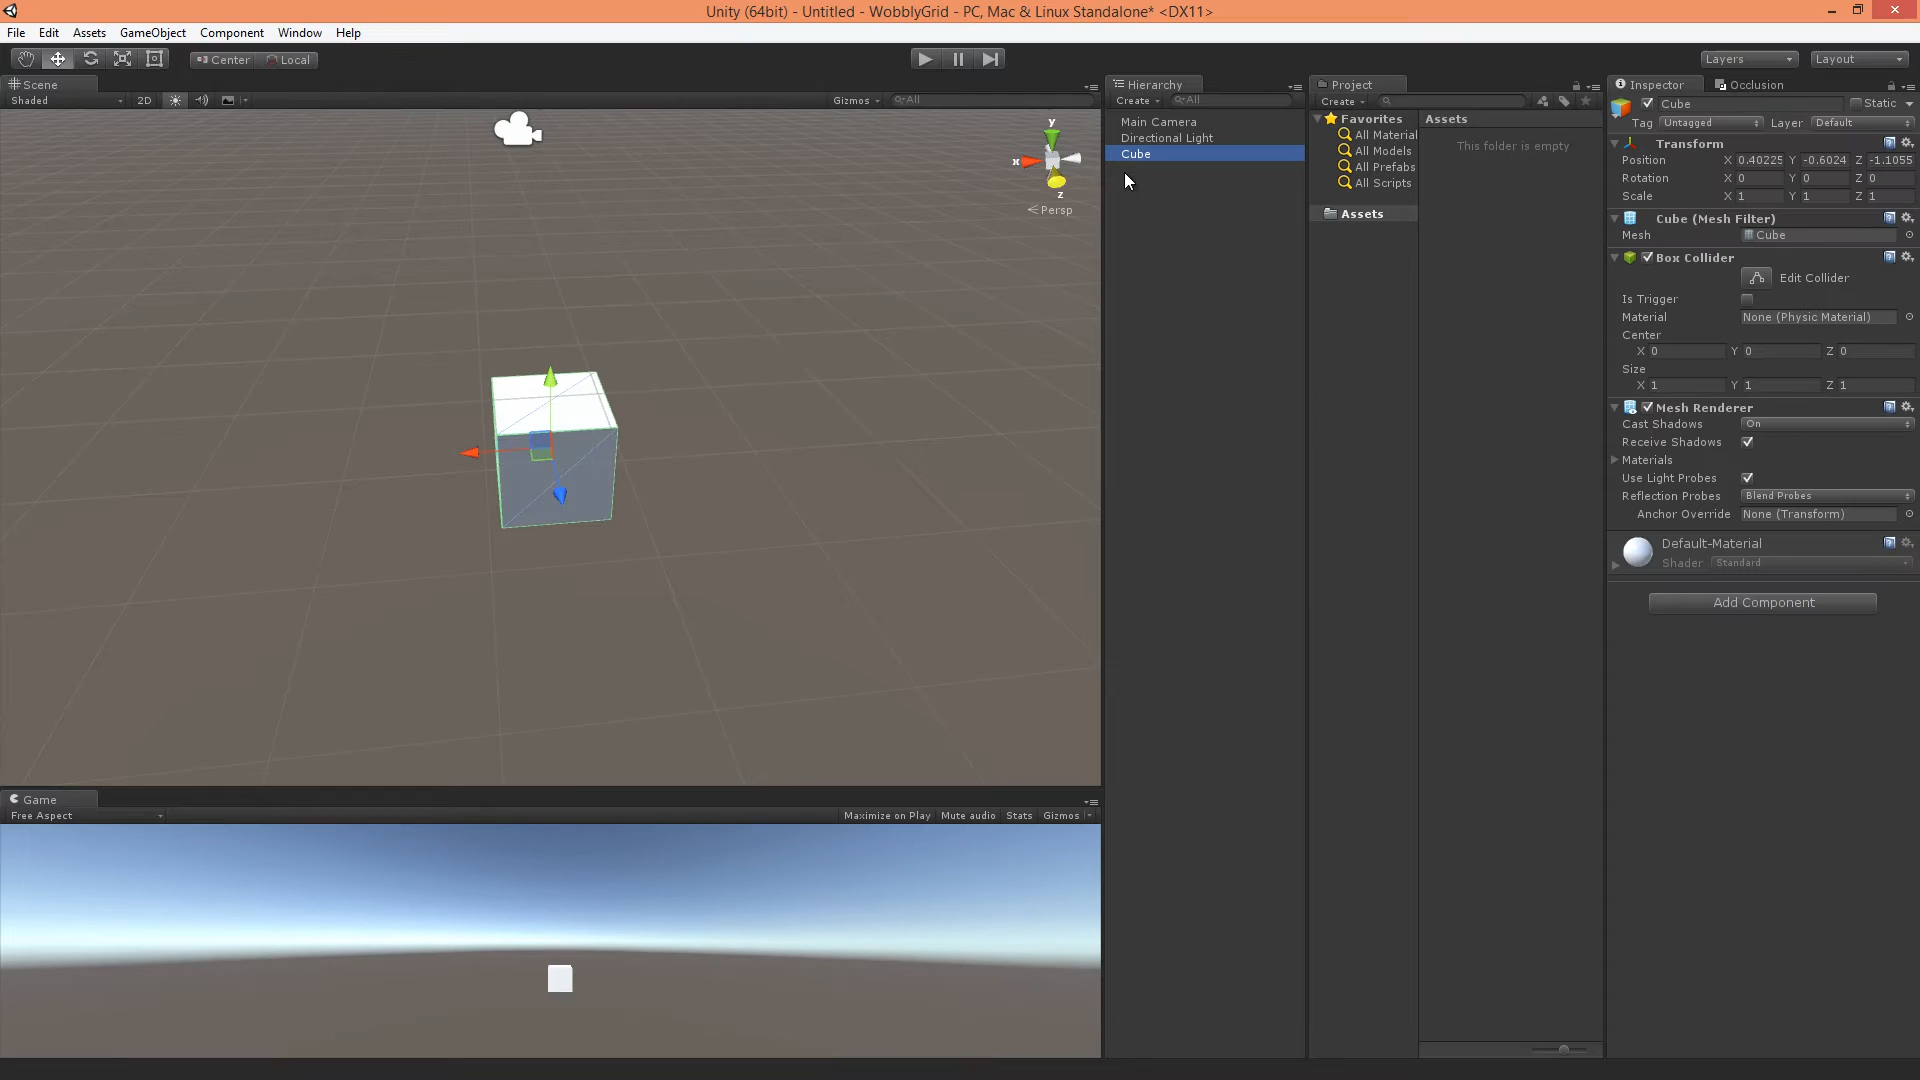 Unity (64bit) - Untitled - WobblyGrid - PC, Mac & Linux Standalone* <DX11>
File Edit Assets GameObject Component Window Help
Center Local Layers Layout
Scene
Shaded 2D Gizmos All
y
x
z
Persp
Game
Free Aspect Maximize on Play Mute audio Stats Gizmos
Hierarchy
Create All
Main Camera
Directional Light
Cube
Project
Create
Favorites
All Material
All Models
All Prefabs
All Scripts
Assets
Assets
This folder is empty
Inspector Occlusion
Cube Static
Tag Untagged Layer Default
Transform
Position X 0.40225 Y -0.6024 Z -1.1055
Rotation X 0 Y 0 Z 0
Scale X 1 Y 1 Z 1
Cube (Mesh Filter)
Mesh Cube
Box Collider
Edit Collider
Is Trigger
Material None (Physic Material)
Center
X 0 Y 0 Z 0
Size
X 1 Y 1 Z 1
Mesh Renderer
Cast Shadows On
Receive Shadows
Materials
Use Light Probes
Reflection Probes Blend Probes
Anchor Override None (Transform)
Default-Material
Shader Standard
Add Component